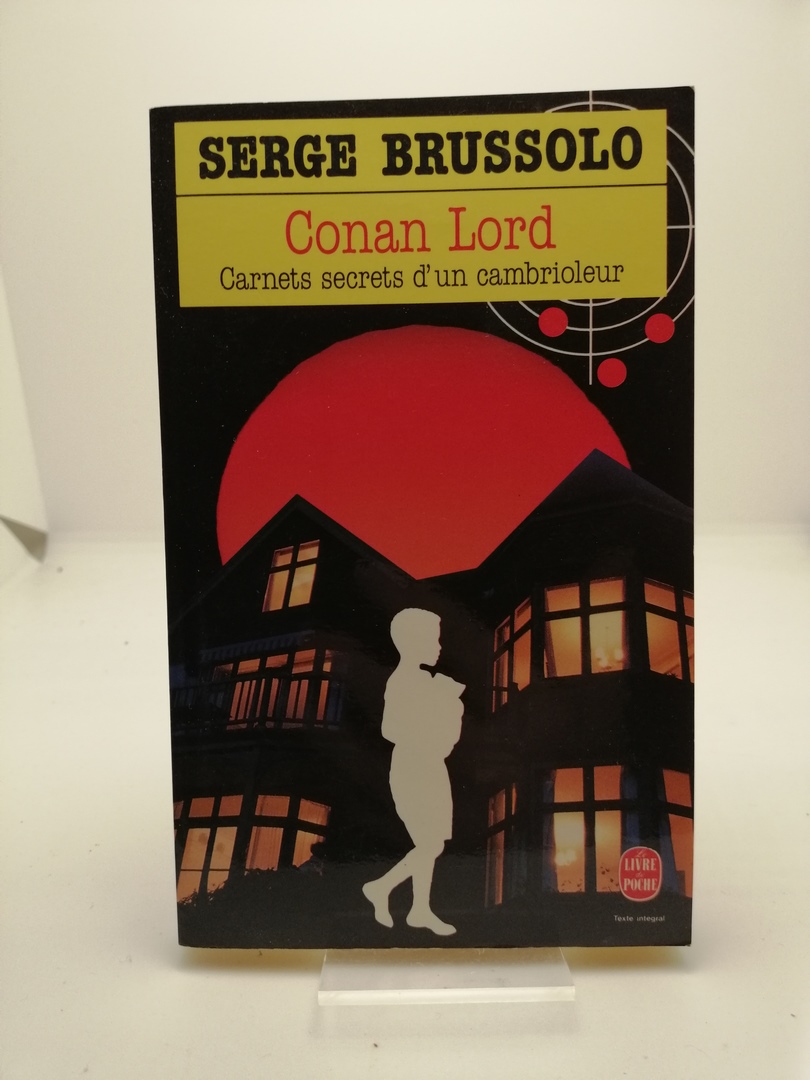 SERGE BRUSSOLO
Conan Lord
Carnets secrets d'un cambrioleur
Le
LIVRE
de
POCHE
Texte intégral